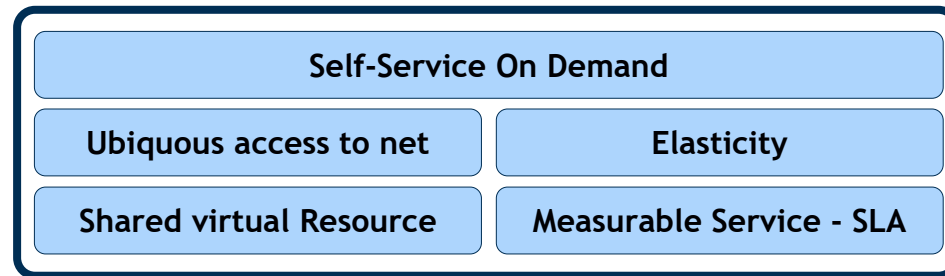 Self-Service On Demand
Ubiquous access to net
Elasticity
Shared virtual Resource
Measurable Service - SLA